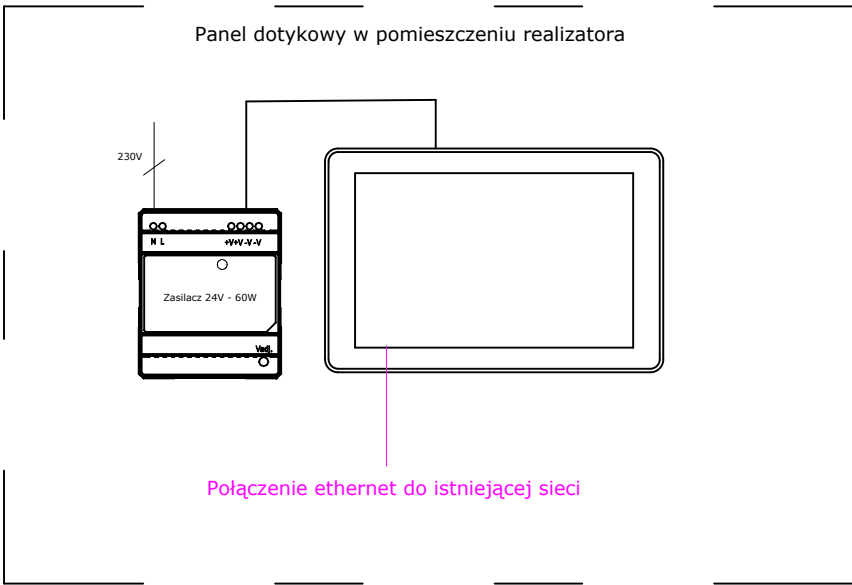 Panel dotykowy w pomieszczeniu realizatora
230V
N L
+V+V-V-V
Zasilacz 24V - 60W
Vadj.
Połączenie ethernet do istniejącej sieci